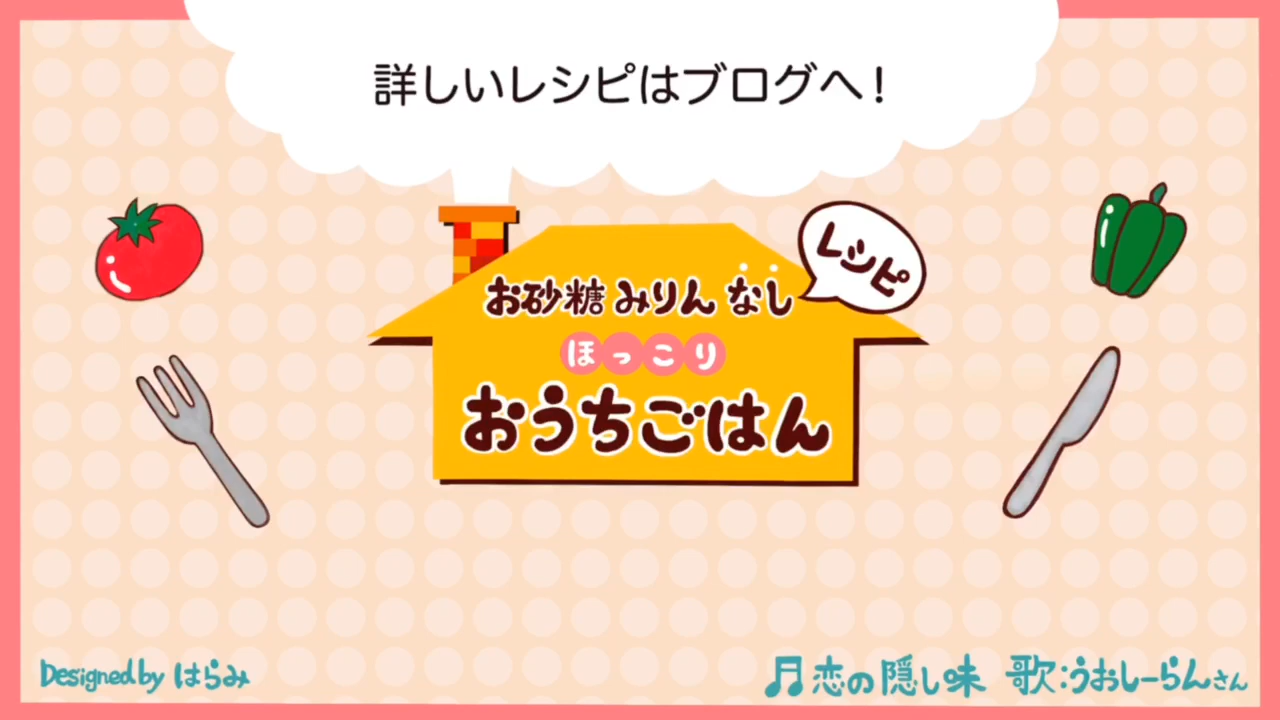 詳しいレシピはブログへ！
レシピ
お砂糖 みりん なし
ほっこり
おうちごはん
Designed by はらみ
♬ 恋の隠し味 歌:うおしーらんさん